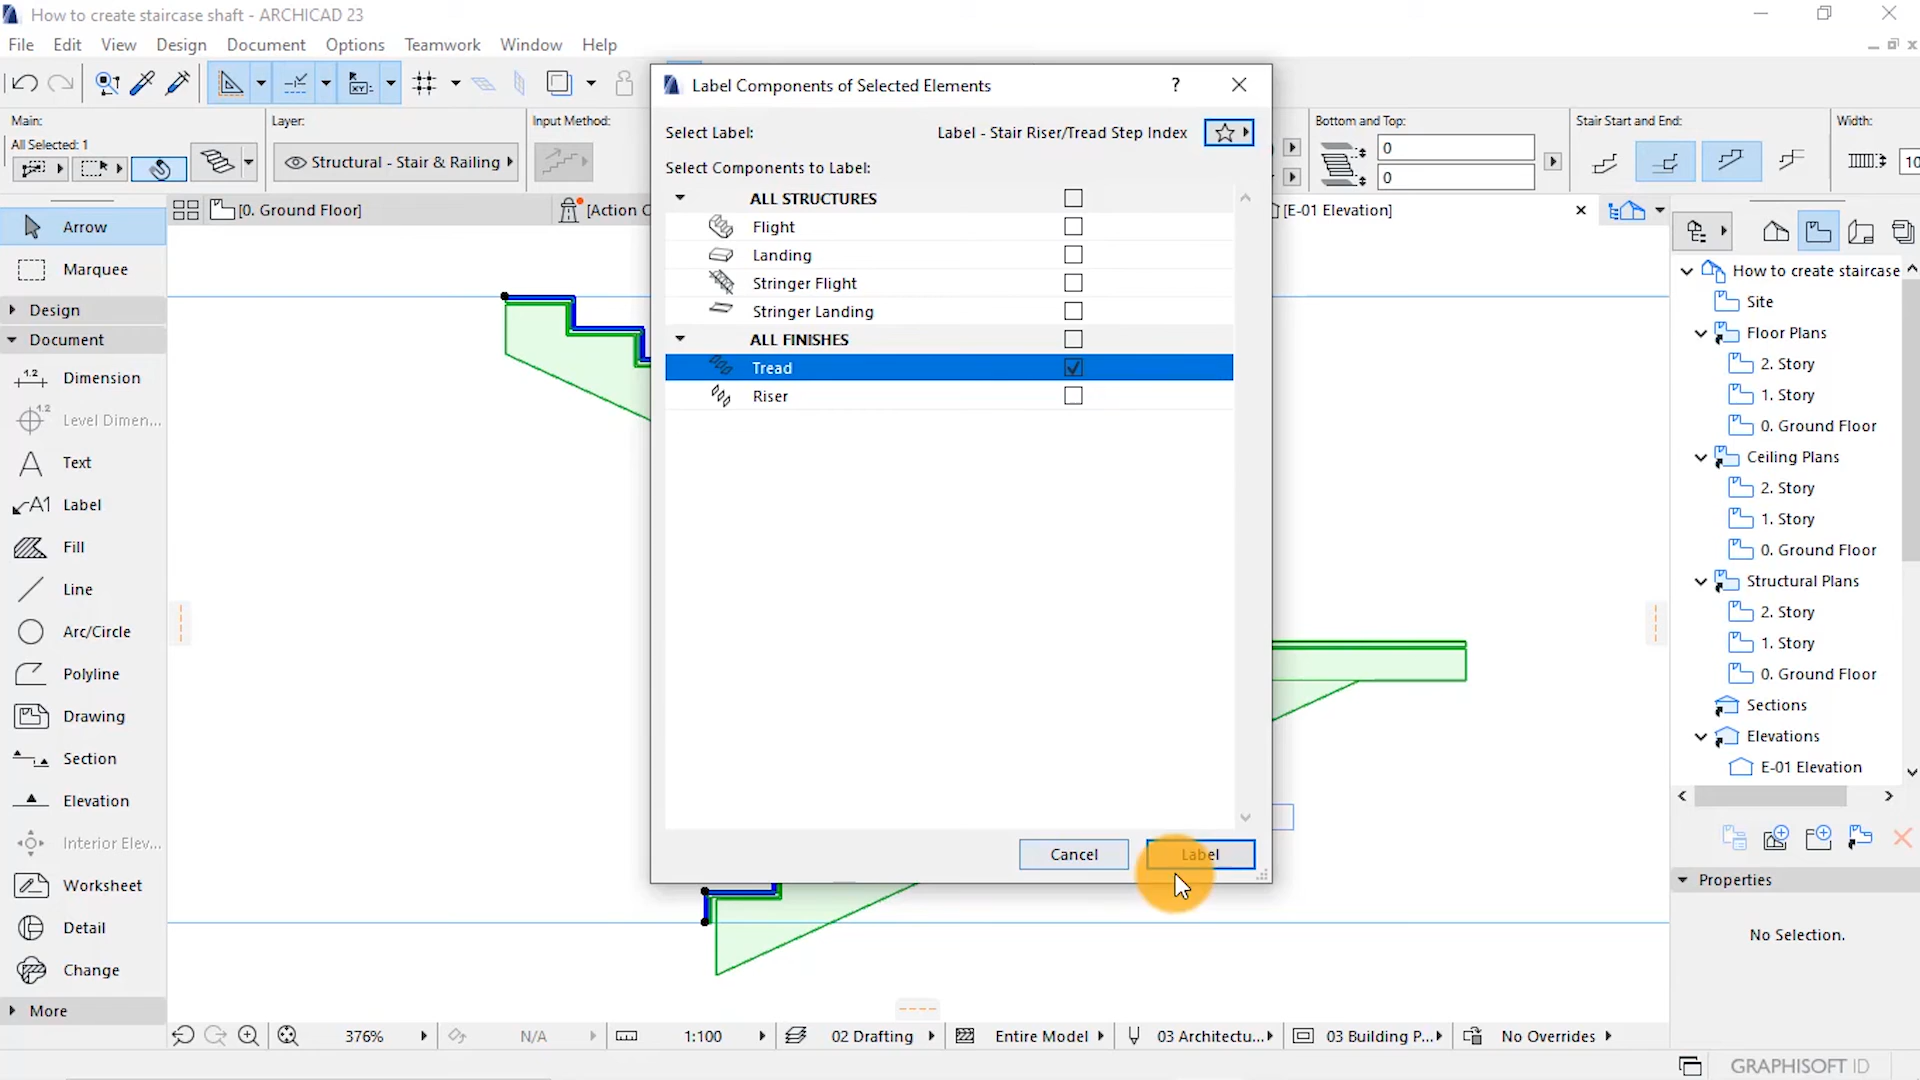 How to create staircase shaft - ARCHICAD 23
File Edit View Design Document Options Teamwork Window Help
Main:
All Selected: 1
Layer:
Structural - Stair & Railing
Input Method:
Bottom and Top:
0
0
Stair Start and End:
Width:
10
[0. Ground Floor]
[Action C
[E-01 Elevation]
Label Components of Selected Elements
?
Select Label:
Label - Stair Riser/Tread Step Index
Select Components to Label:
ALL STRUCTURES
Flight
Landing
Stringer Flight
Stringer Landing
ALL FINISHES
Tread
Riser
Cancel
Label
Arrow
Marquee
Design
Document
1.2 Dimension
1.2 Level Dimen...
Text
A1 Label
Fill
Line
Arc/Circle
Polyline
Drawing
Section
Elevation
Interior Elev...
Worksheet
Detail
Change
More
How to create staircase
Site
Floor Plans
2. Story
1. Story
0. Ground Floor
Ceiling Plans
2. Story
1. Story
0. Ground Floor
Structural Plans
2. Story
1. Story
0. Ground Floor
Sections
Elevations
E-01 Elevation
Properties
No Selection.
376%
N/A
1:100
02 Drafting
Entire Model
03 Architectu...
03 Building P...
No Overrides
GRAPHISOFT ID